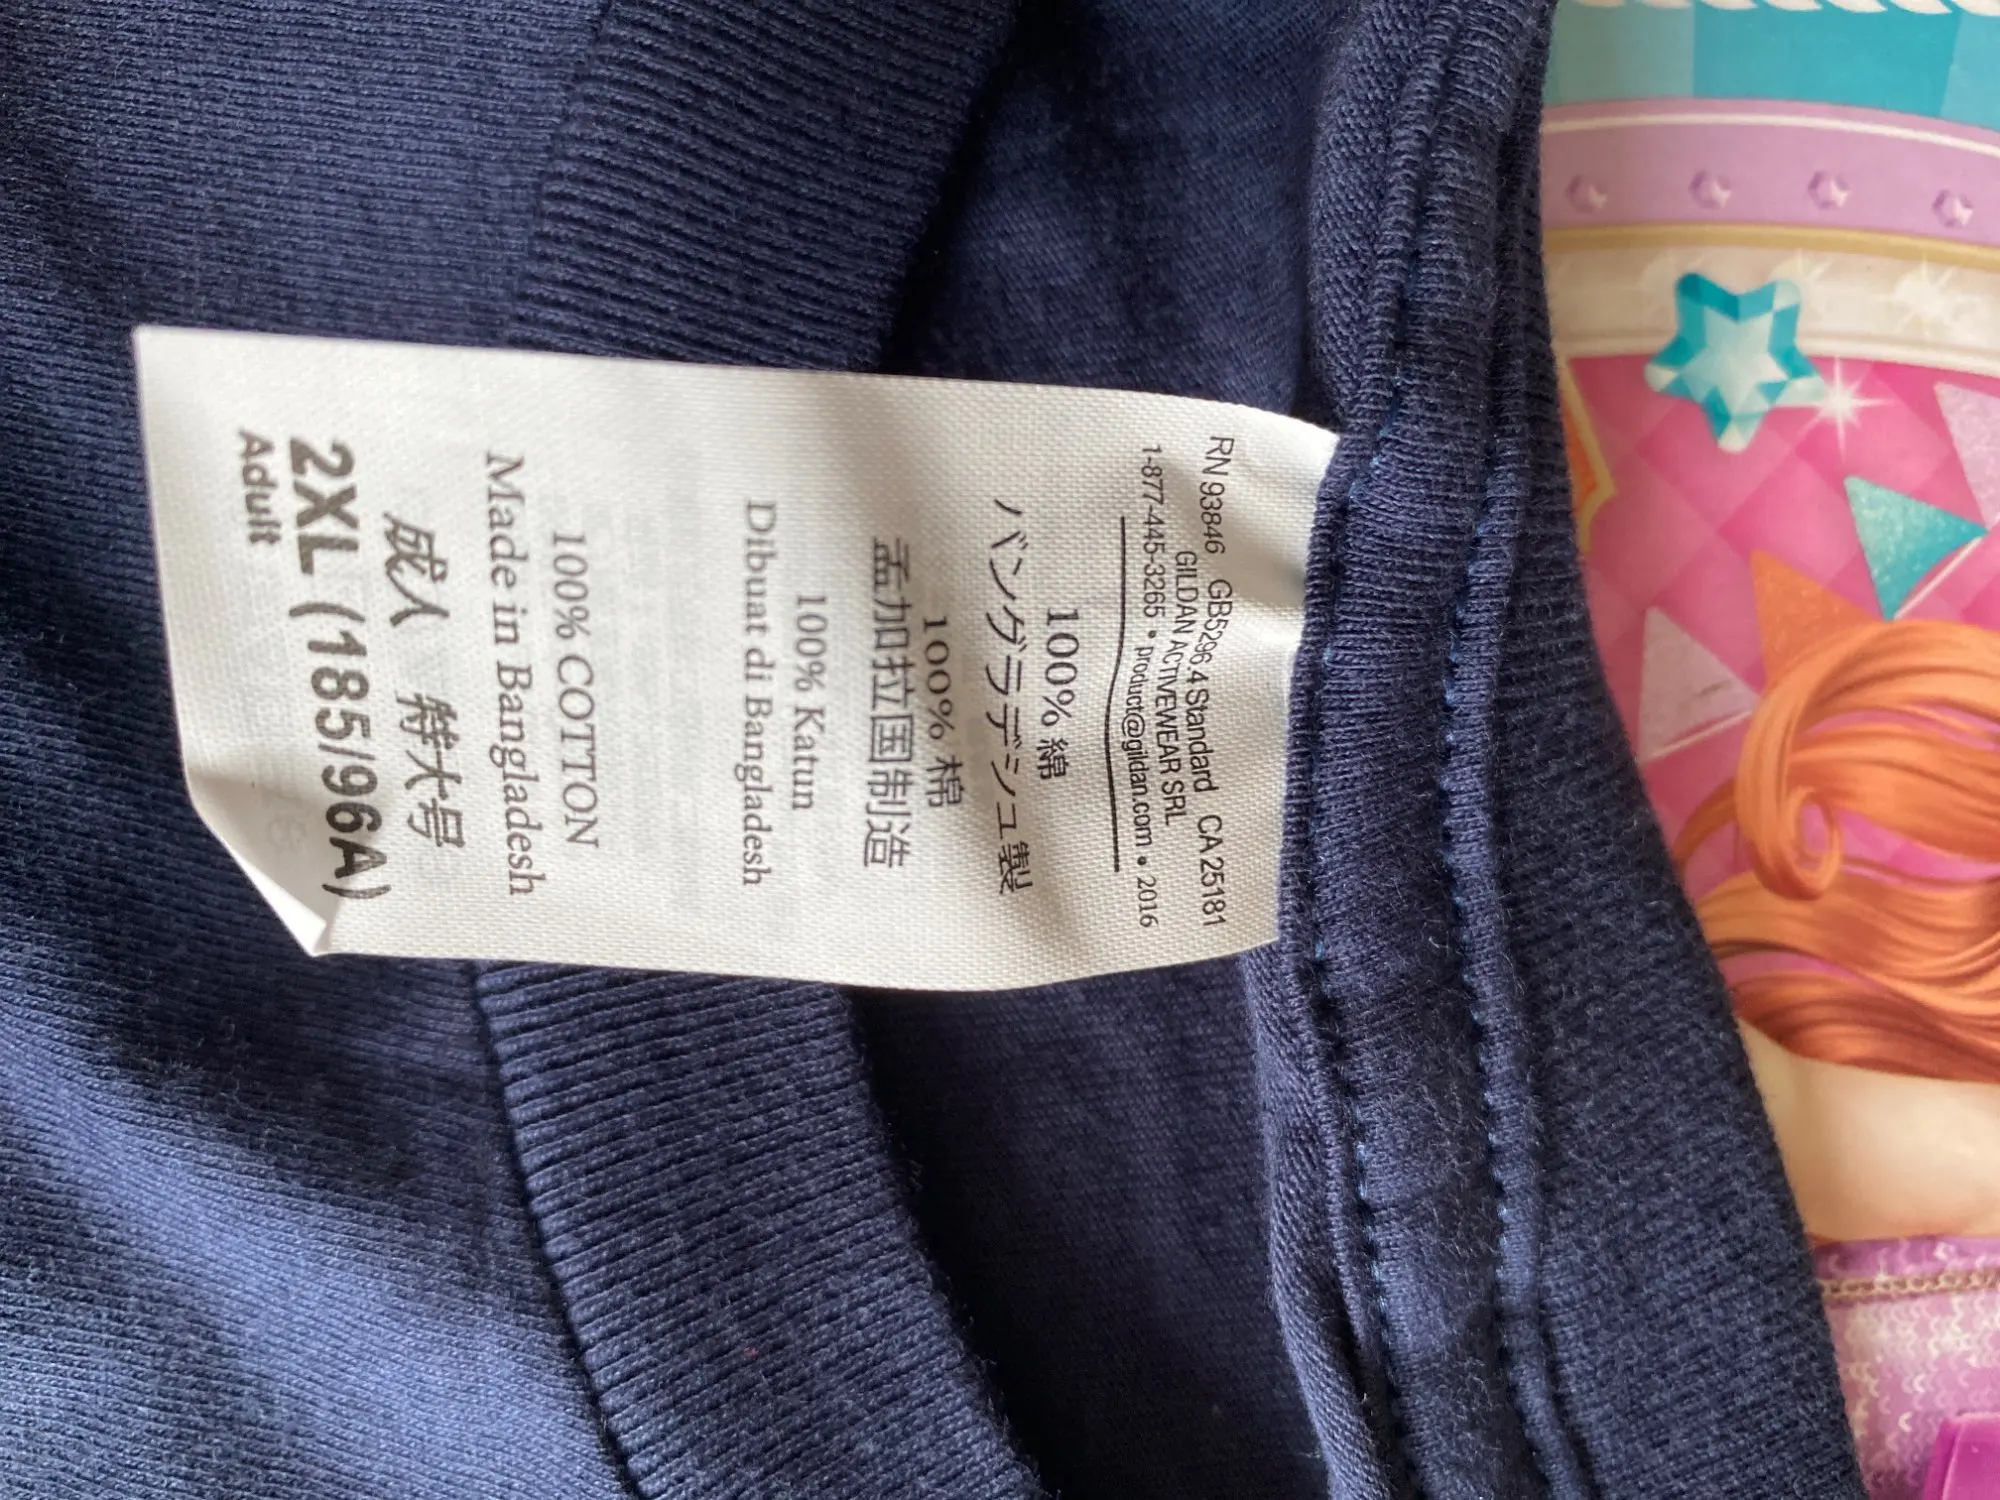 RN 93846 GB5296.4 Standard CA 25181
GILDAN ACTIVEWEAR SRL
1-877-445-3265 • product@gildan.com • 2016
100% 綿
バングラデシュ製
100% 棉
孟加拉国制造
100% Katun
Dibuat di Bangladesh
100% COTTON
Made in Bangladesh
成人 特大号
2XL (185/96A)
Adult